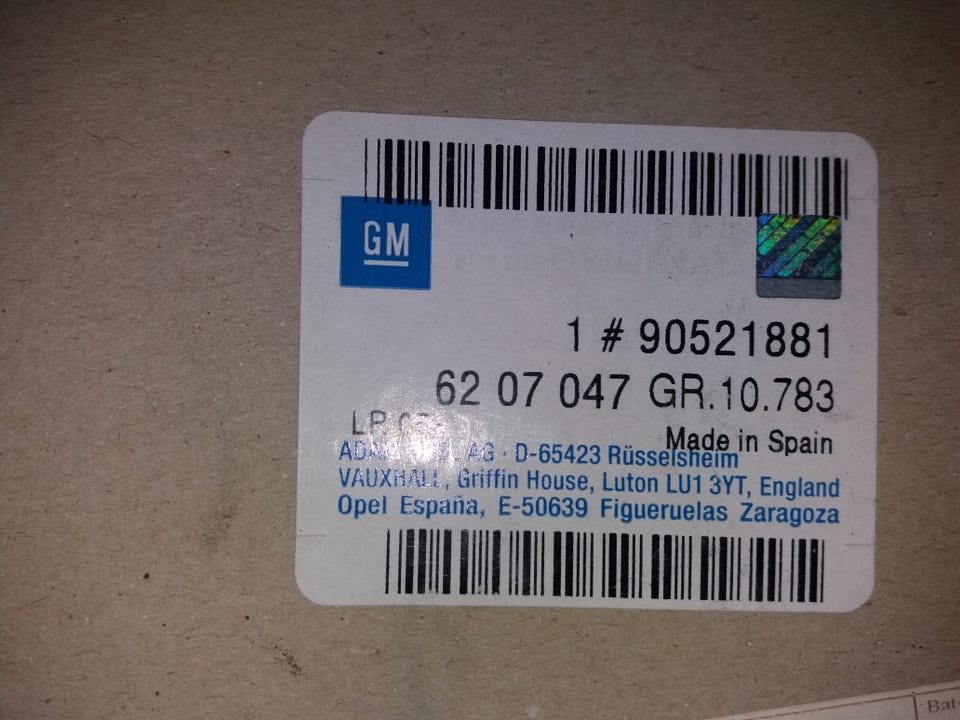 GM
1 # 90521881
62 07 047 GR.10.783
LP
Made in Spain
AG · D-65423 Rüsselsheim
VAUXHALL, Griffin House, Luton LU1 3YT, England
Opel España, E-50639 Figueruelas Zaragoza